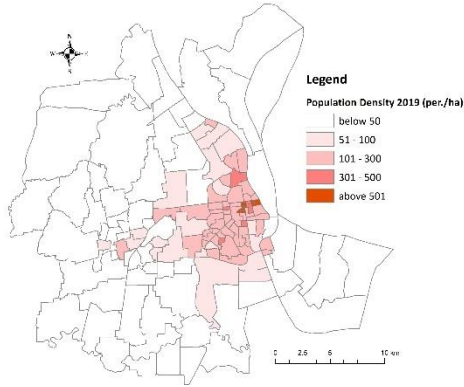 N
W E
S
Legend
Population Density 2019 (per./ha)
below 50
51 - 100
101 - 300
301 - 500
above 501
0 2.5 5 10 km